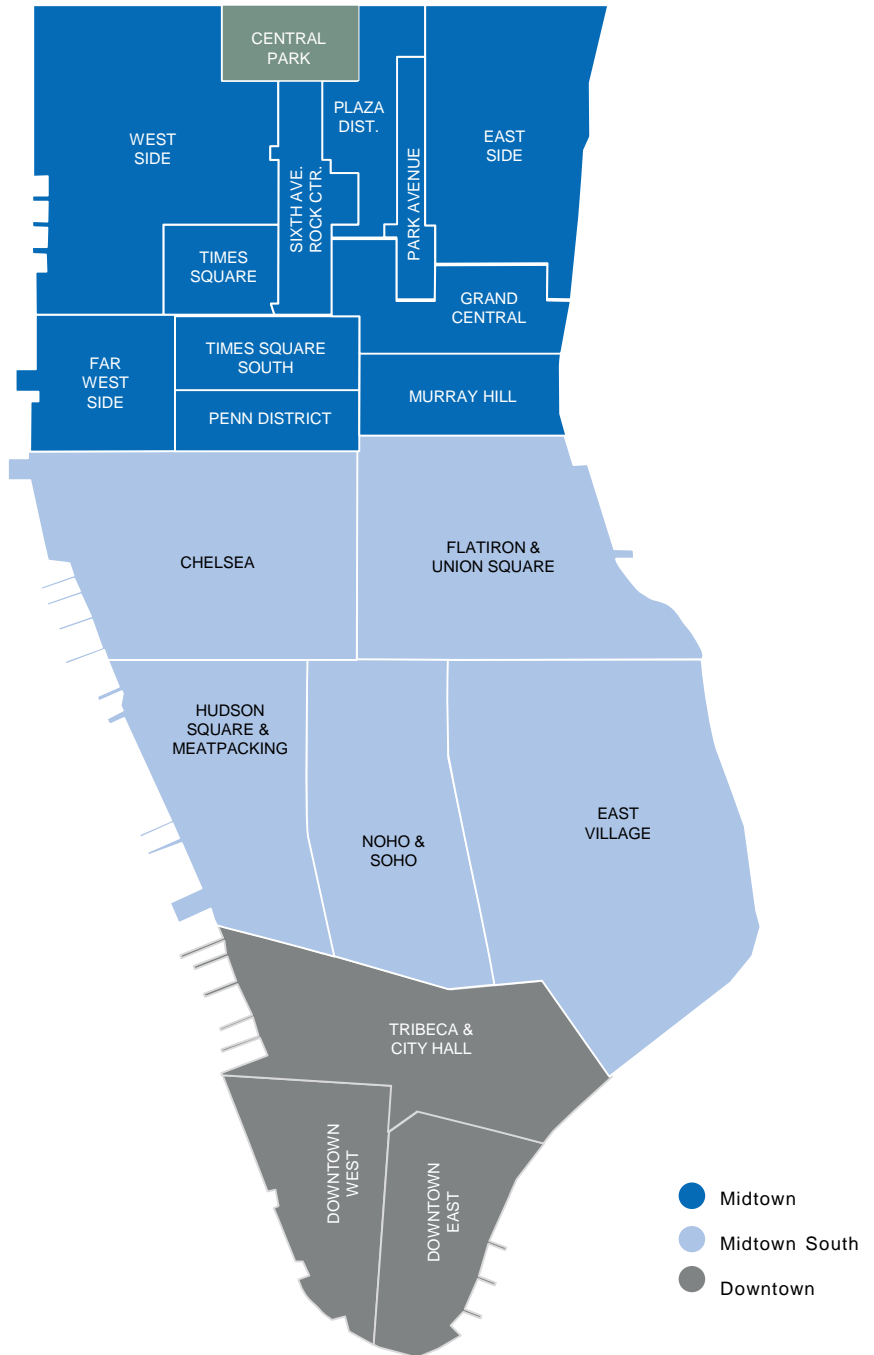 CENTRAL
PARK
PLAZA
DIST.
WEST
SIDE
EAST
SIDE
SIXTH AVE.
ROCK CTR.
PARK AVENUE
TIMES
SQUARE
GRAND
CENTRAL
FAR
WEST
SIDE
TIMES SQUARE
SOUTH
MURRAY HILL
PENN DISTRICT
CHELSEA
FLATIRON &
UNION SQUARE
HUDSON
SQUARE &
MEATPACKING
NOHO &
SOHO
EAST
VILLAGE
TRIBECA &
CITY HALL
DOWNTOWN
WEST
DOWNTOWN
EAST
Midtown
Midtown South
Downtown